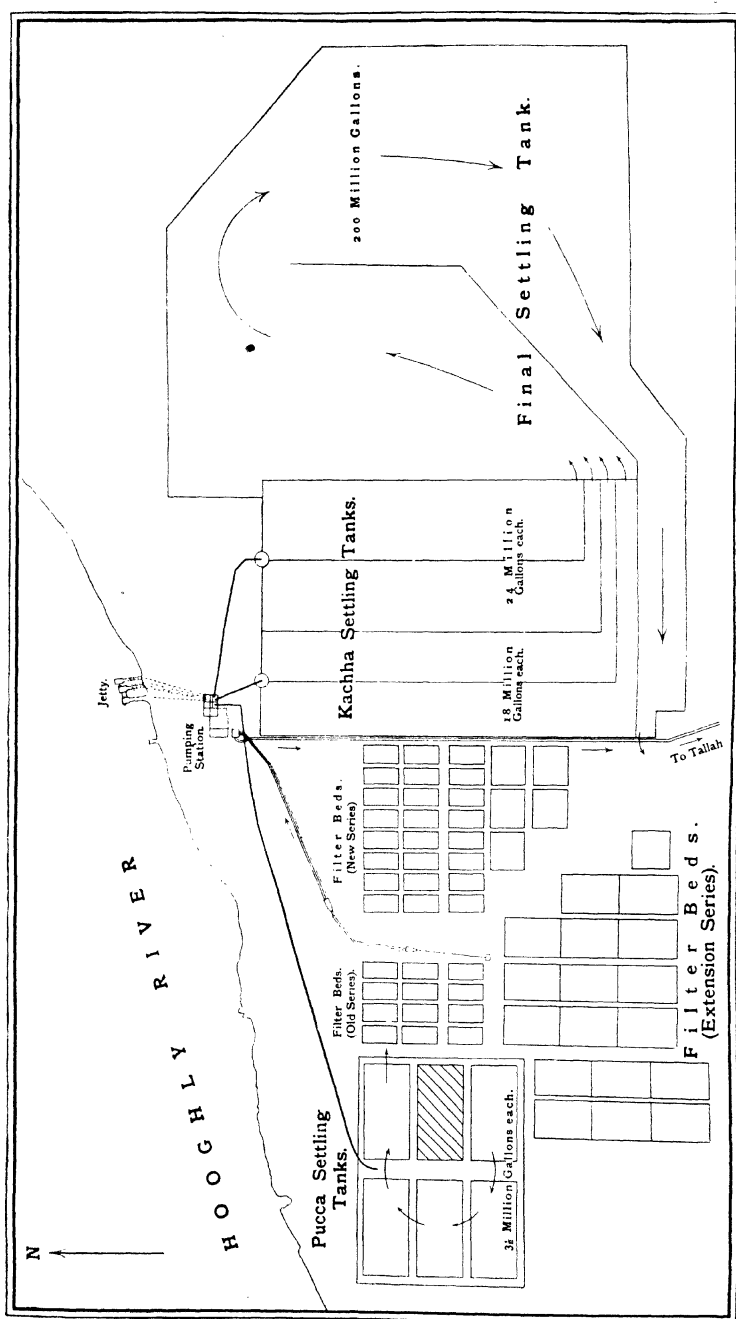 N
HOOGHLY RIVER
Jetty.
Pumping
Station.
Pucca Settling
Tanks.
3½ Million Gallons each.
Filter Beds.
(Old Series).
Filter Beds.
(New Series)
Filter Beds.
(Extension Series).
Kachha Settling Tanks.
18 Million
Gallons each.
24 Million
Gallons each.
To Tallah
200 Million Gallons.
Final Settling Tank.